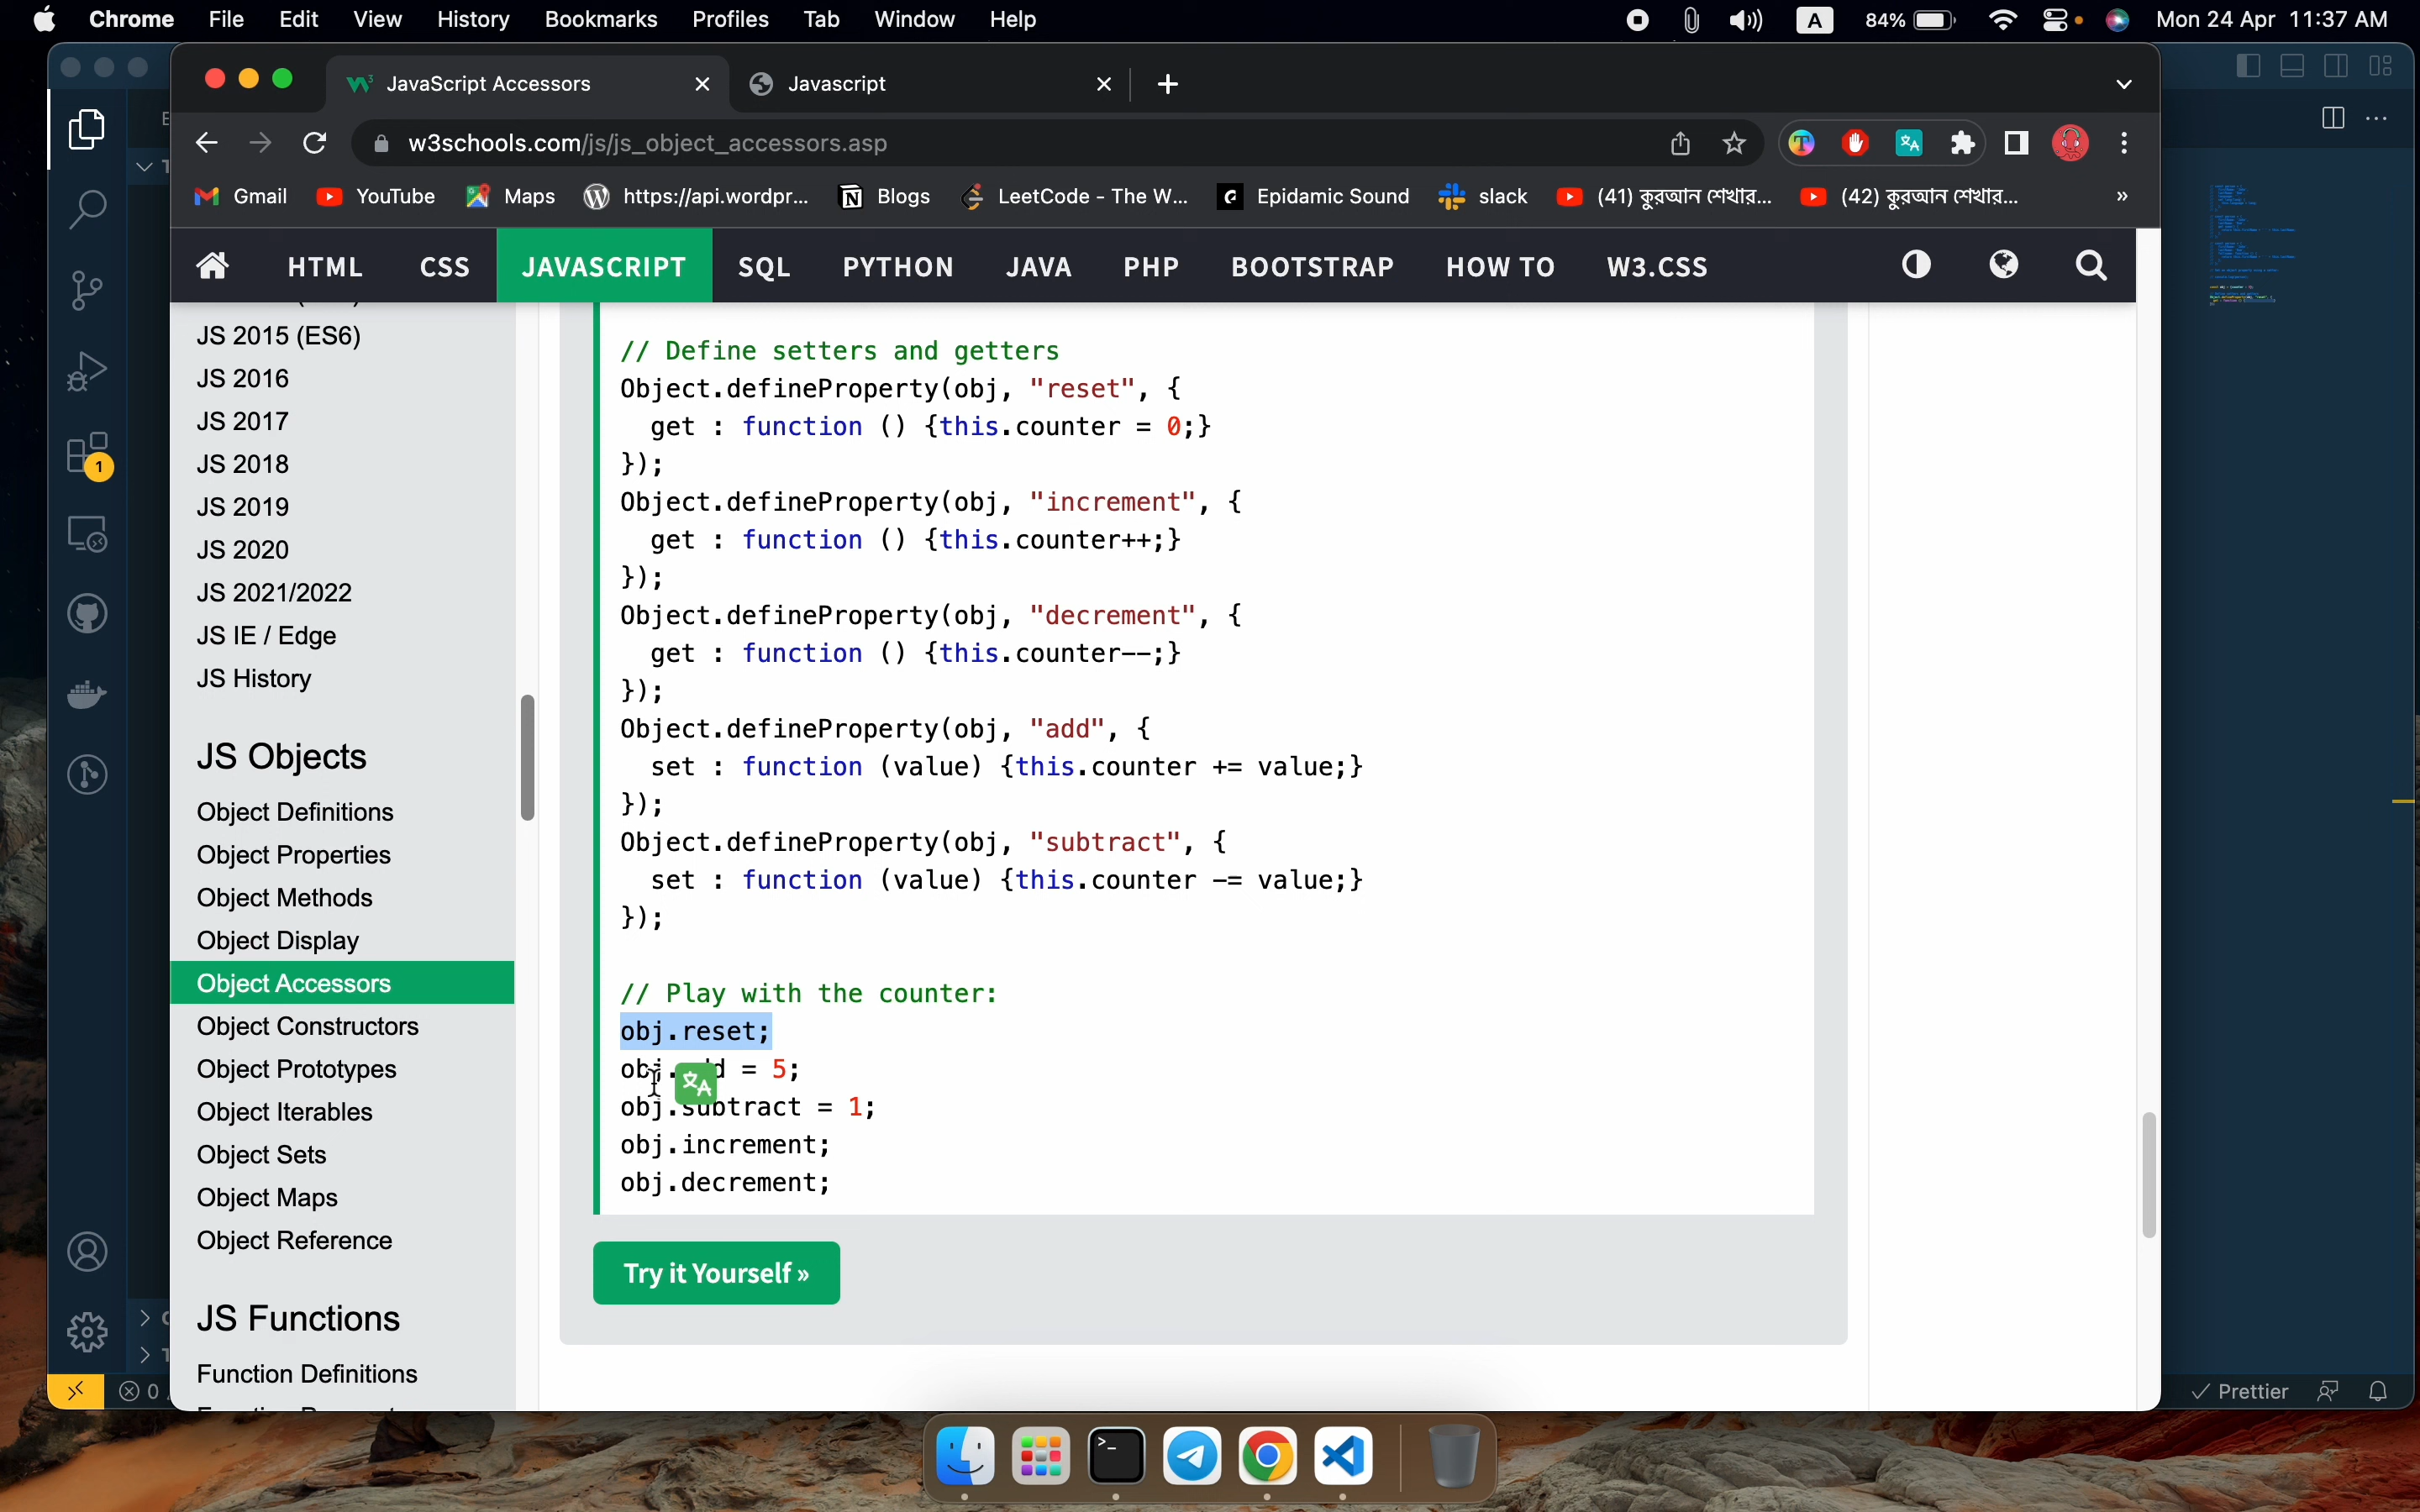 Chrome File Edit View History Bookmarks Profiles Tab Window Help A 84% Mon 24 Apr 11:37 AM
JavaScript Accessors
Javascript
w3schools.com/js/js_object_accessors.asp
Gmail YouTube Maps https://api.wordpr... Blogs LeetCode - The W... Epidamic Sound slack (41) কুরআন শেখার... (42) কুরআন শেখার... »
HTML CSS JAVASCRIPT SQL PYTHON JAVA PHP BOOTSTRAP HOW TO W3.CSS
JS 2015 (ES6)
JS 2016
JS 2017
JS 2018
JS 2019
JS 2020
JS 2021/2022
JS IE / Edge
JS History
JS Objects
Object Definitions
Object Properties
Object Methods
Object Display
Object Accessors
Object Constructors
Object Prototypes
Object Iterables
Object Sets
Object Maps
Object Reference
JS Functions
Function Definitions
// Define setters and getters
Object.defineProperty(obj, "reset", {
get : function () {this.counter = 0;}
});
Object.defineProperty(obj, "increment", {
get : function () {this.counter++;}
});
Object.defineProperty(obj, "decrement", {
get : function () {this.counter--;}
});
Object.defineProperty(obj, "add", {
set : function (value) {this.counter += value;}
});
Object.defineProperty(obj, "subtract", {
set : function (value) {this.counter -= value;}
});
// Play with the counter:
obj.reset;
= 5;
obj.subtract = 1;
obj.increment;
obj.decrement;
Try it Yourself »
1
0
Prettier